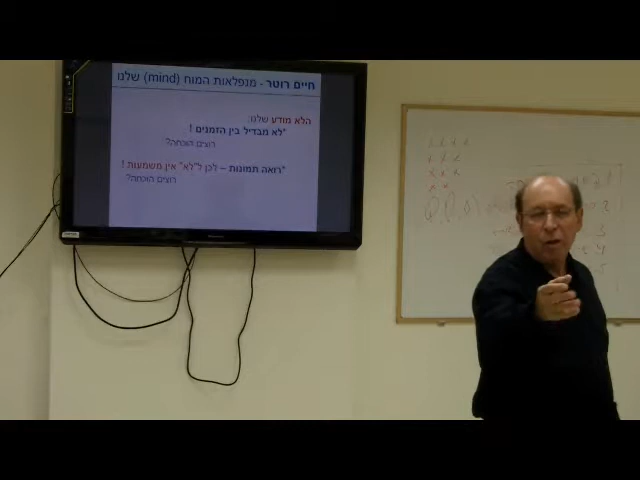 חיים רוטר - מנפלאות המוח (mind) שלנו
הלא מודע שלנו:
*לא מבדיל בין הזמנים !
רוצים הוכחה?
*רואה תמונות – לכן ל"לא" אין משמעות !
רוצים הוכחה?